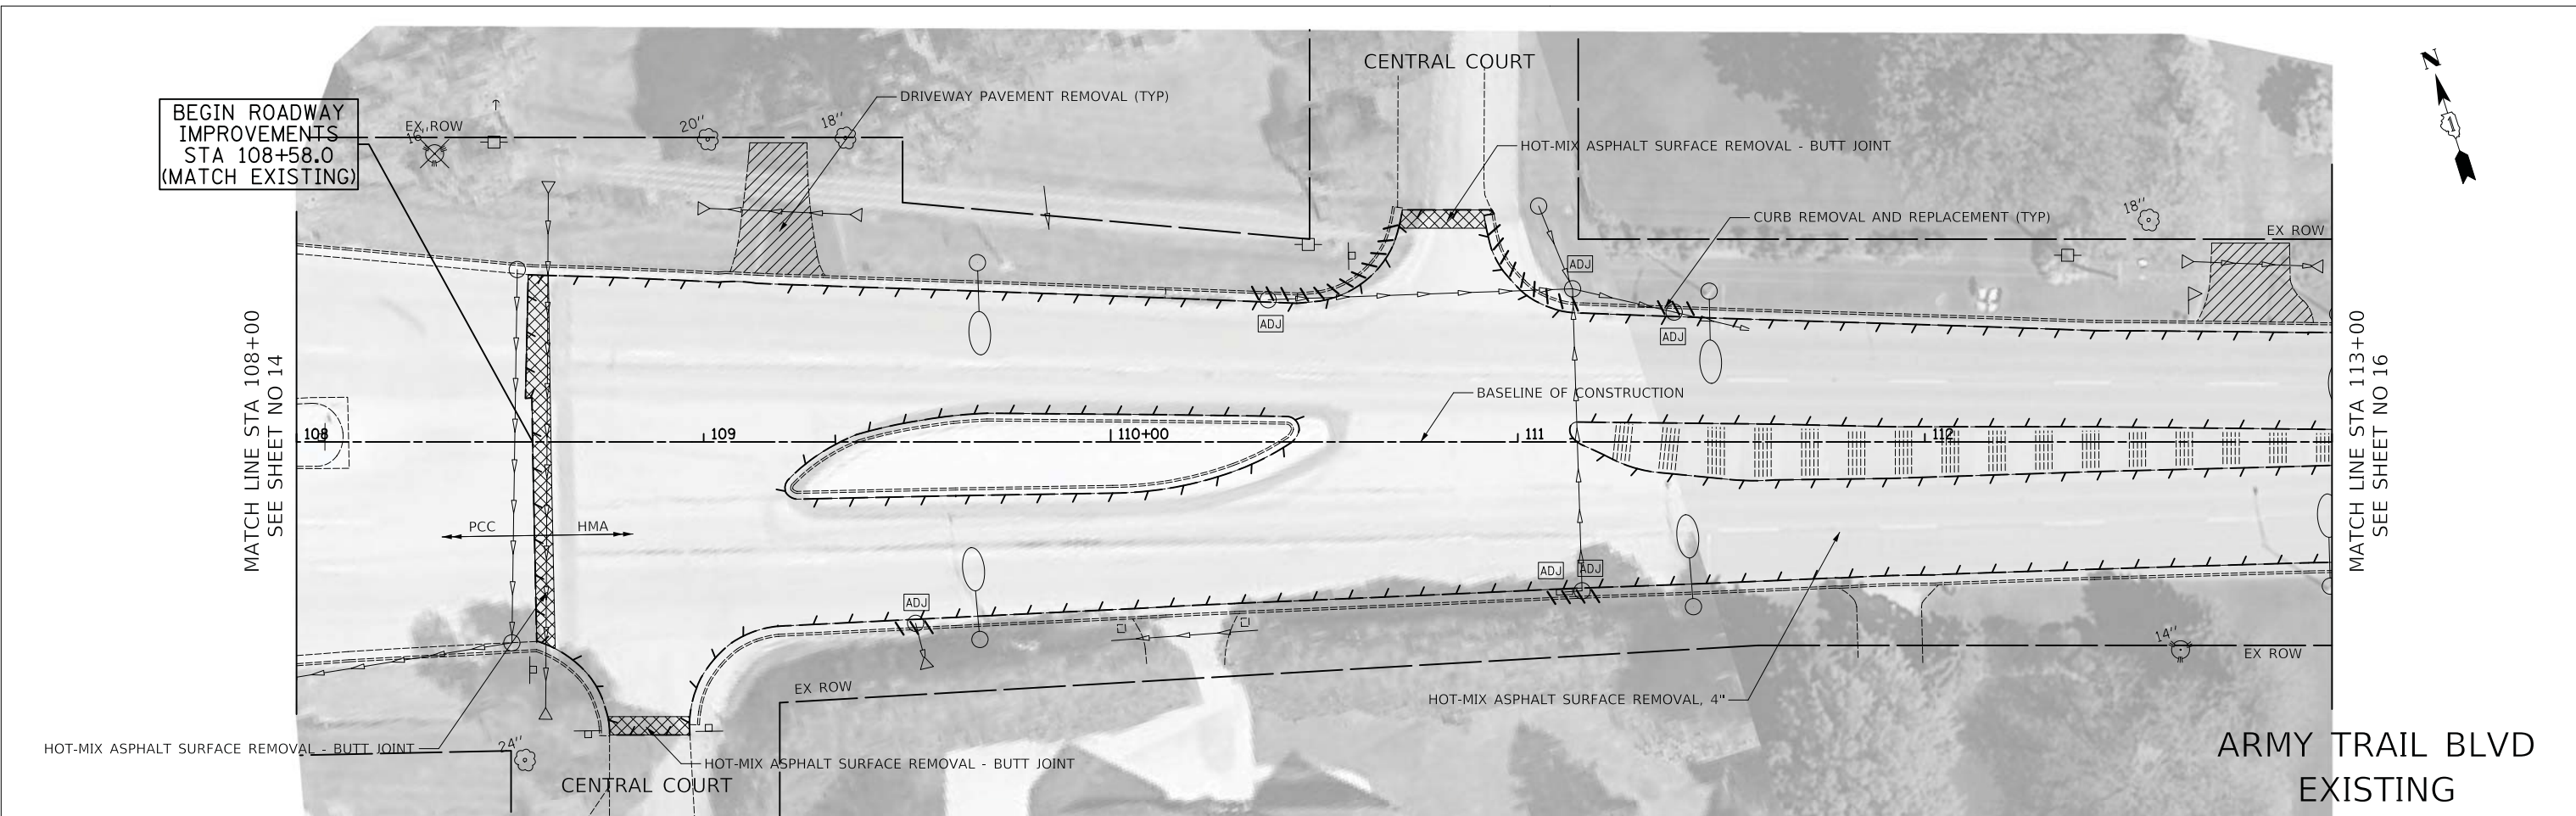 CENTRAL COURT
BEGIN ROADWAY
IMPROVEMENTS
STA 108+58.0
(MATCH EXISTING)
EX ROW
16"
20"
18"
DRIVEWAY PAVEMENT REMOVAL (TYP)
HOT-MIX ASPHALT SURFACE REMOVAL - BUTT JOINT
CURB REMOVAL AND REPLACEMENT (TYP)
18"
EX ROW
N
ADJ
ADJ
ADJ
MATCH LINE STA 108+00
SEE SHEET NO 14
BASELINE OF CONSTRUCTION
108
109
110+00
111
112
MATCH LINE STA 113+00
SEE SHEET NO 16
PCC
HMA
ADJ
ADJ
ADJ
14"
EX ROW
EX ROW
HOT-MIX ASPHALT SURFACE REMOVAL, 4"
HOT-MIX ASPHALT SURFACE REMOVAL - BUTT JOINT
24"
HOT-MIX ASPHALT SURFACE REMOVAL - BUTT JOINT
CENTRAL COURT
ARMY TRAIL BLVD
EXISTING